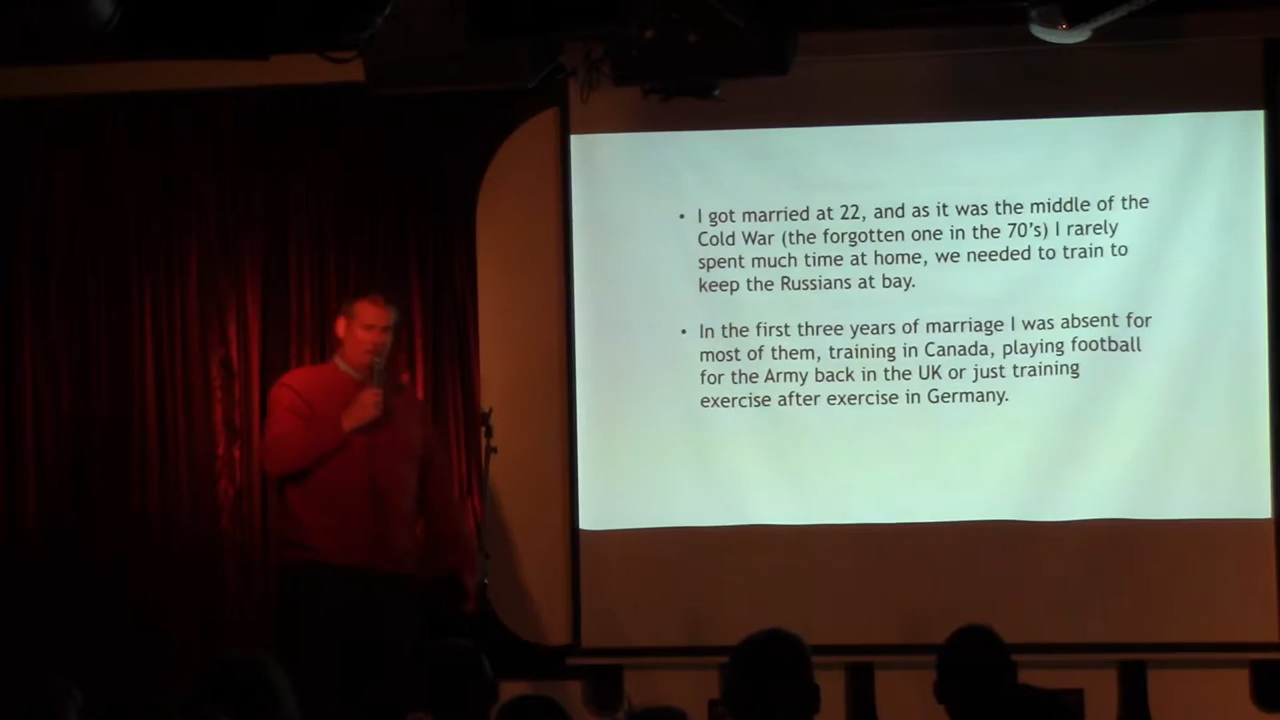 • I got married at 22, and as it was the middle of the
Cold War (the forgotten one in the 70's) I rarely
spent much time at home, we needed to train to
keep the Russians at bay.
• In the first three years of marriage I was absent for
most of them, training in Canada, playing football
for the Army back in the UK or just training
exercise after exercise in Germany.